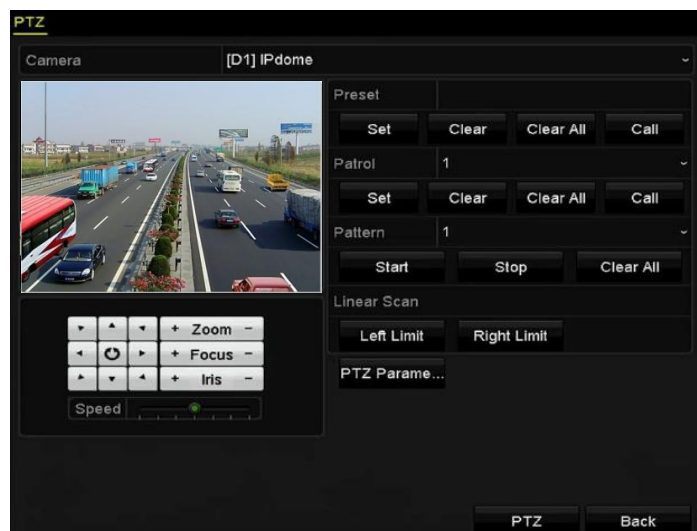 PTZ
Camera [D1] IPdome
Preset
Set Clear Clear All Call
Patrol 1
Set Clear Clear All Call
Pattern 1
Start Stop Clear All
Linear Scan
Left Limit Right Limit
PTZ Parame...
+ Zoom -
+ Focus -
+ Iris -
Speed
PTZ Back